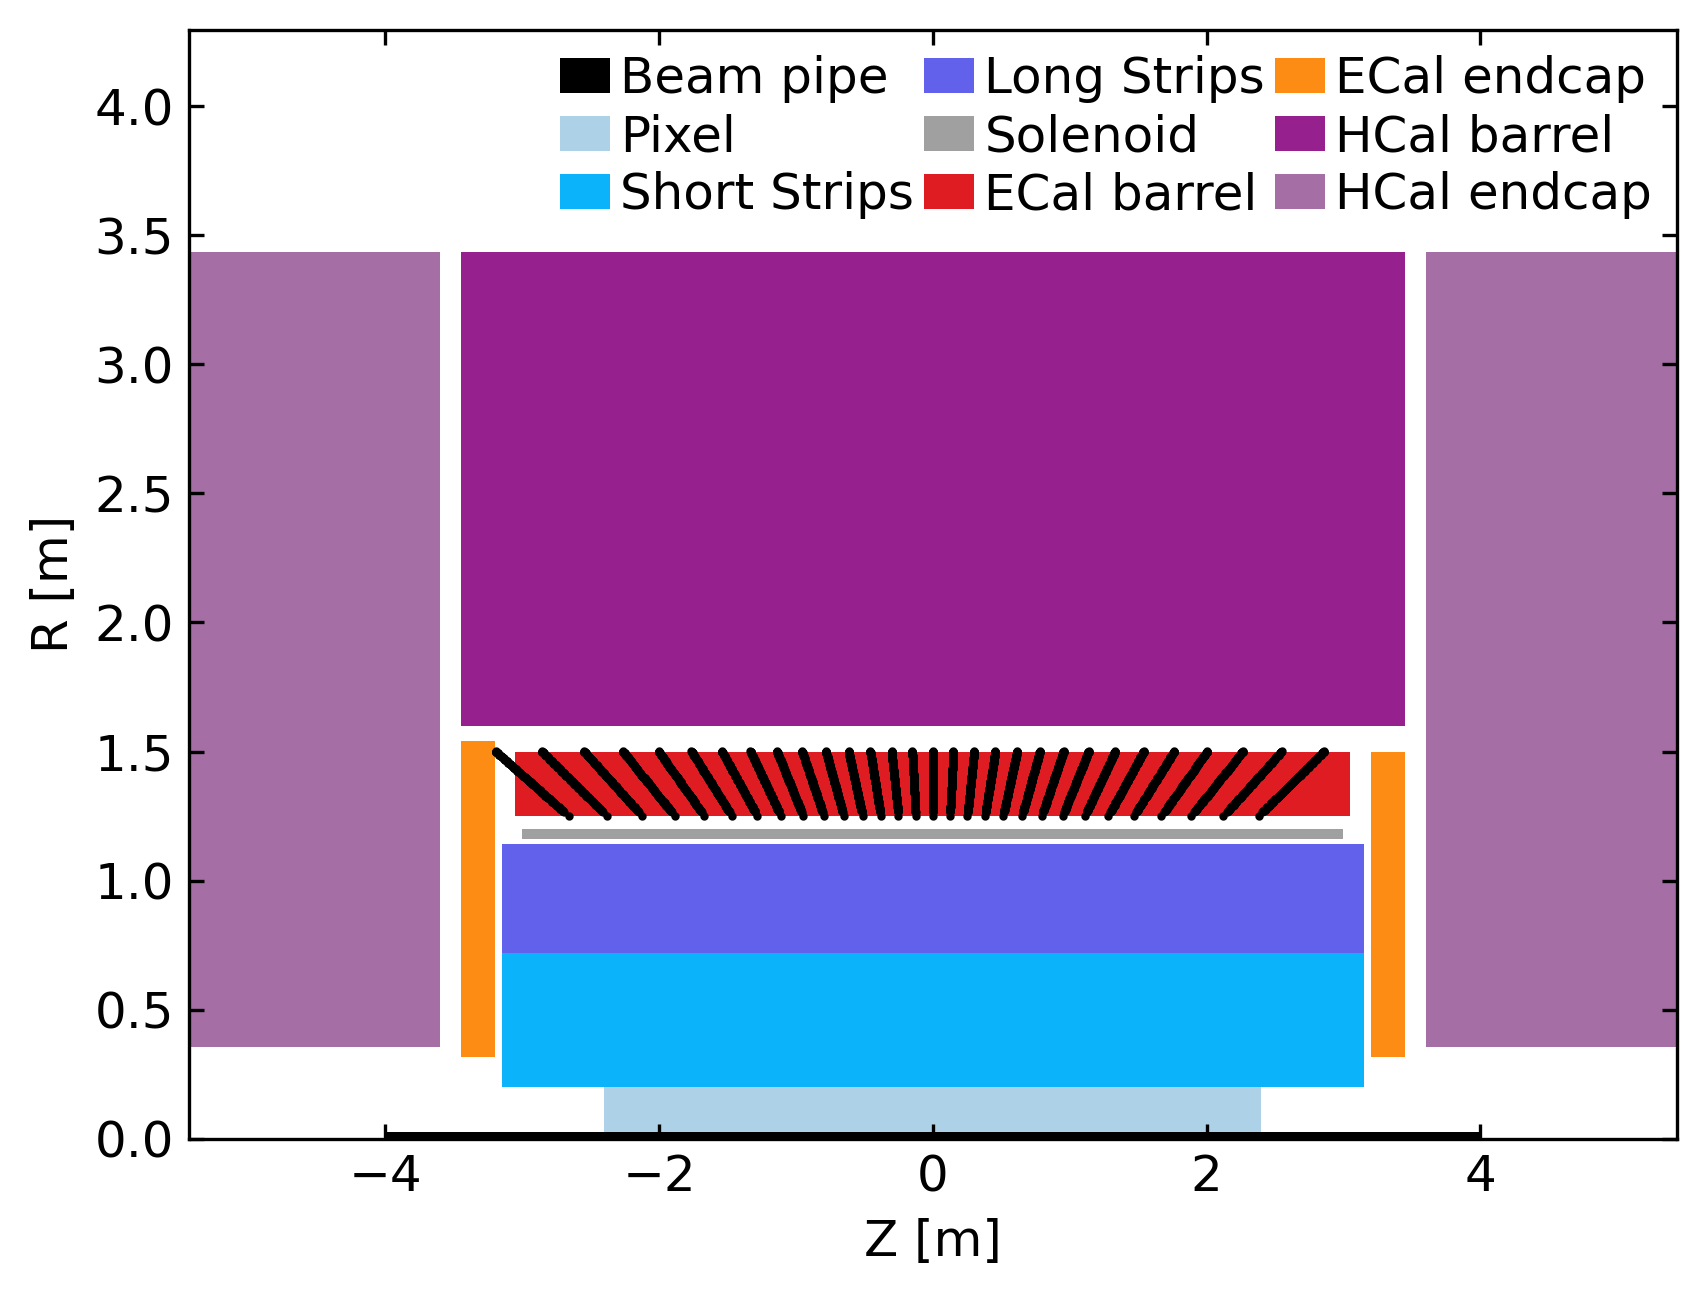 Beam pipe
Pixel
Short Strips
Long Strips
Solenoid
ECal barrel
ECal endcap
HCal barrel
HCal endcap
R [m]
4.0
3.5
3.0
2.5
2.0
1.5
1.0
0.5
0.0
−4 −2 0 2 4
Z [m]